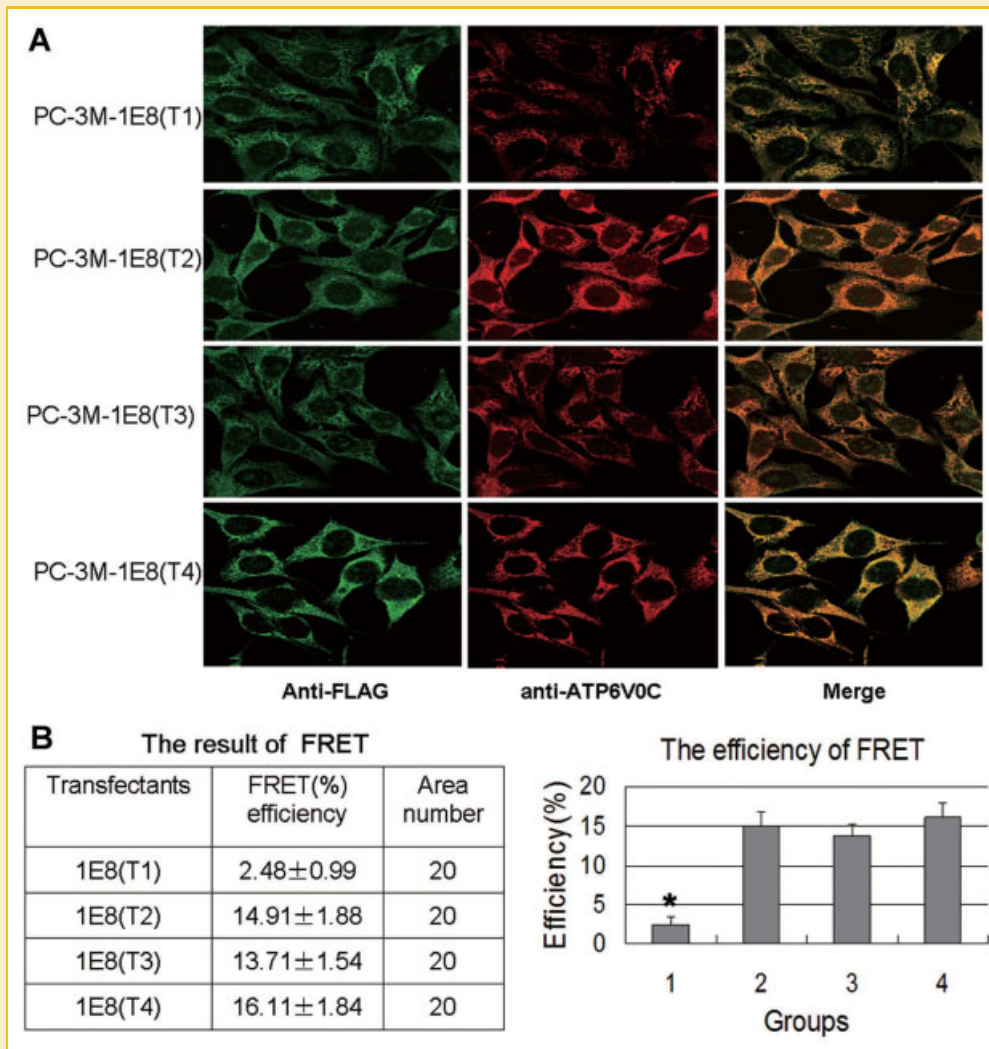 A
PC-3M-1E8(T1)
PC-3M-1E8(T2)
PC-3M-1E8(T3)
PC-3M-1E8(T4)
Anti-FLAG anti-ATP6V0C Merge
B
The result of FRET
Transfectants FRET(%) efficiency Area number
1E8(T1) 2.48±0.99 20
1E8(T2) 14.91±1.88 20
1E8(T3) 13.71±1.54 20
1E8(T4) 16.11±1.84 20
The efficiency of FRET
Efficiency(%)
20
15
10
5
0
*
1 2 3 4
Groups